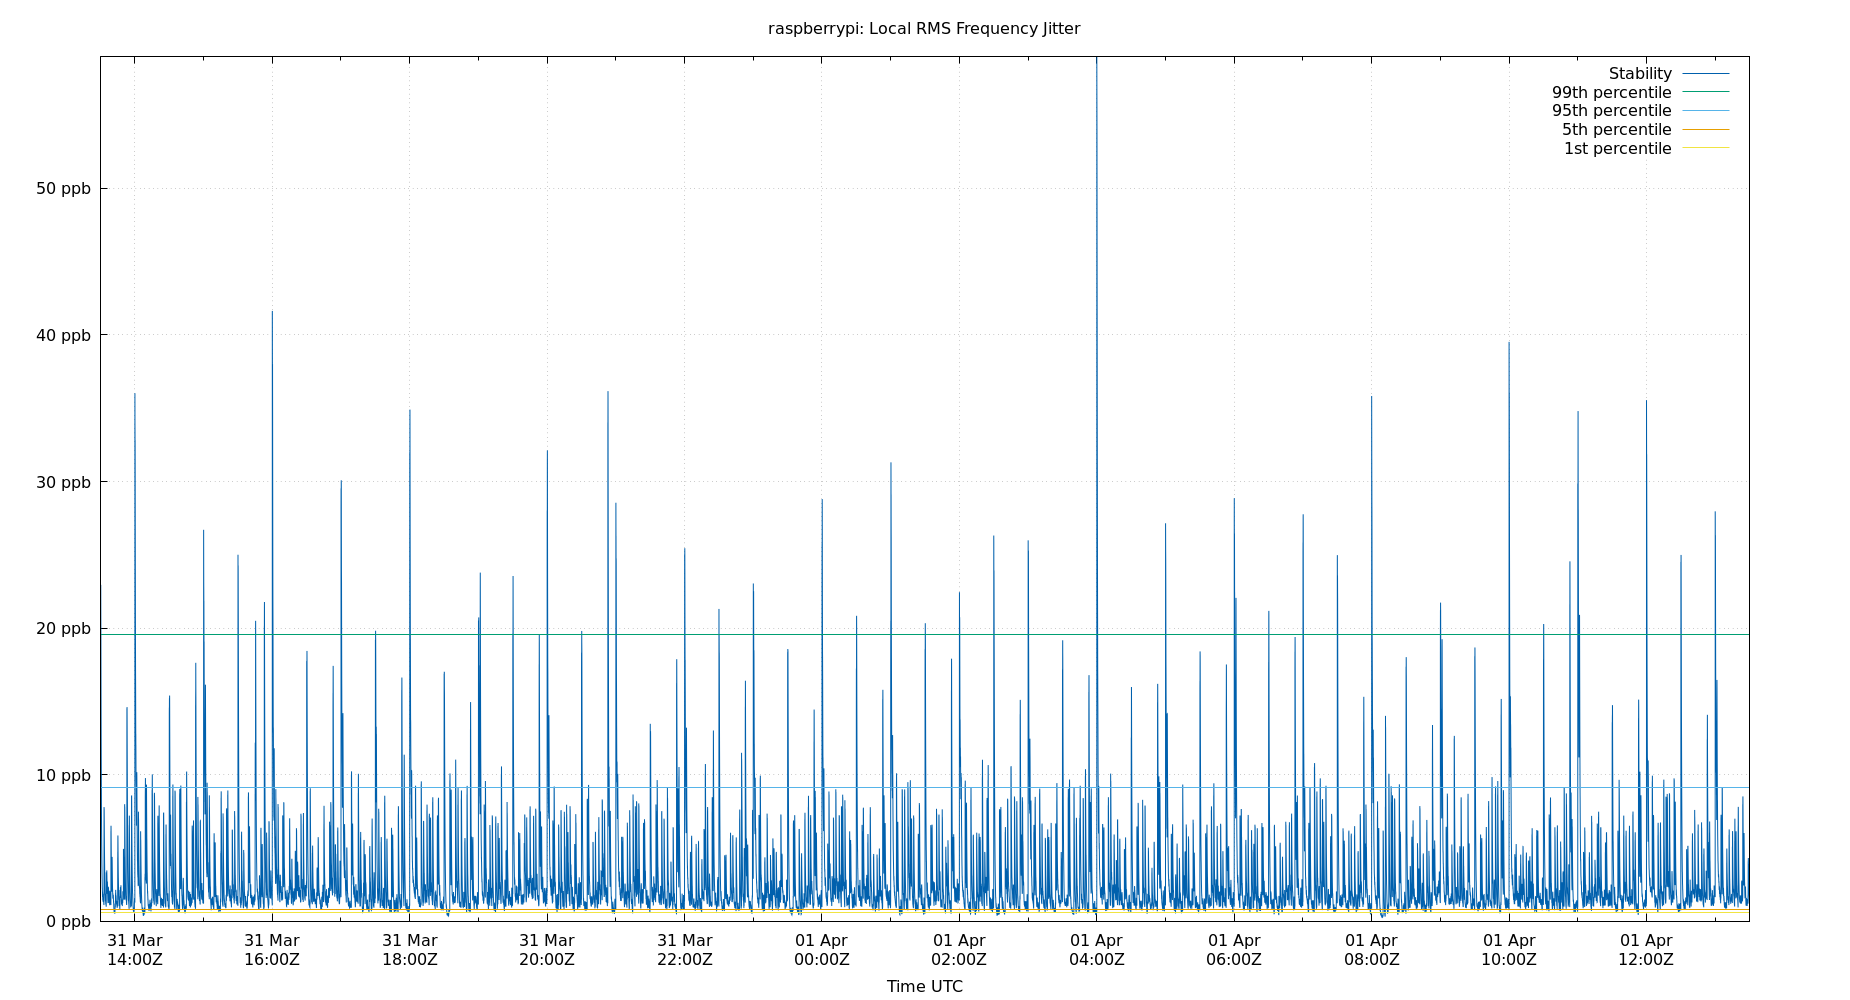 raspberrypi: Local RMS Frequency Jitter
Stability
99th percentile
95th percentile
5th percentile
1st percentile
50 ppb
40 ppb
30 ppb
20 ppb
10 ppb
0 ppb
31 Mar 31 Mar 31 Mar 31 Mar 31 Mar 01 Apr 01 Apr 01 Apr 01 Apr 01 Apr 01 Apr 01 Apr
14:00Z 16:00Z 18:00Z 20:00Z 22:00Z 00:00Z 02:00Z 04:00Z 06:00Z 08:00Z 10:00Z 12:00Z
Time UTC